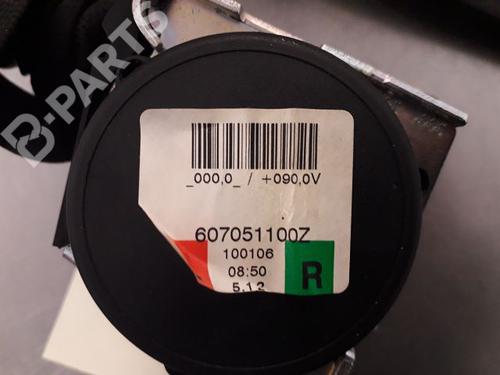 B-PARTS
_000,0_ / +090,0V
607051100Z
100106
08:50
R
5.1.2